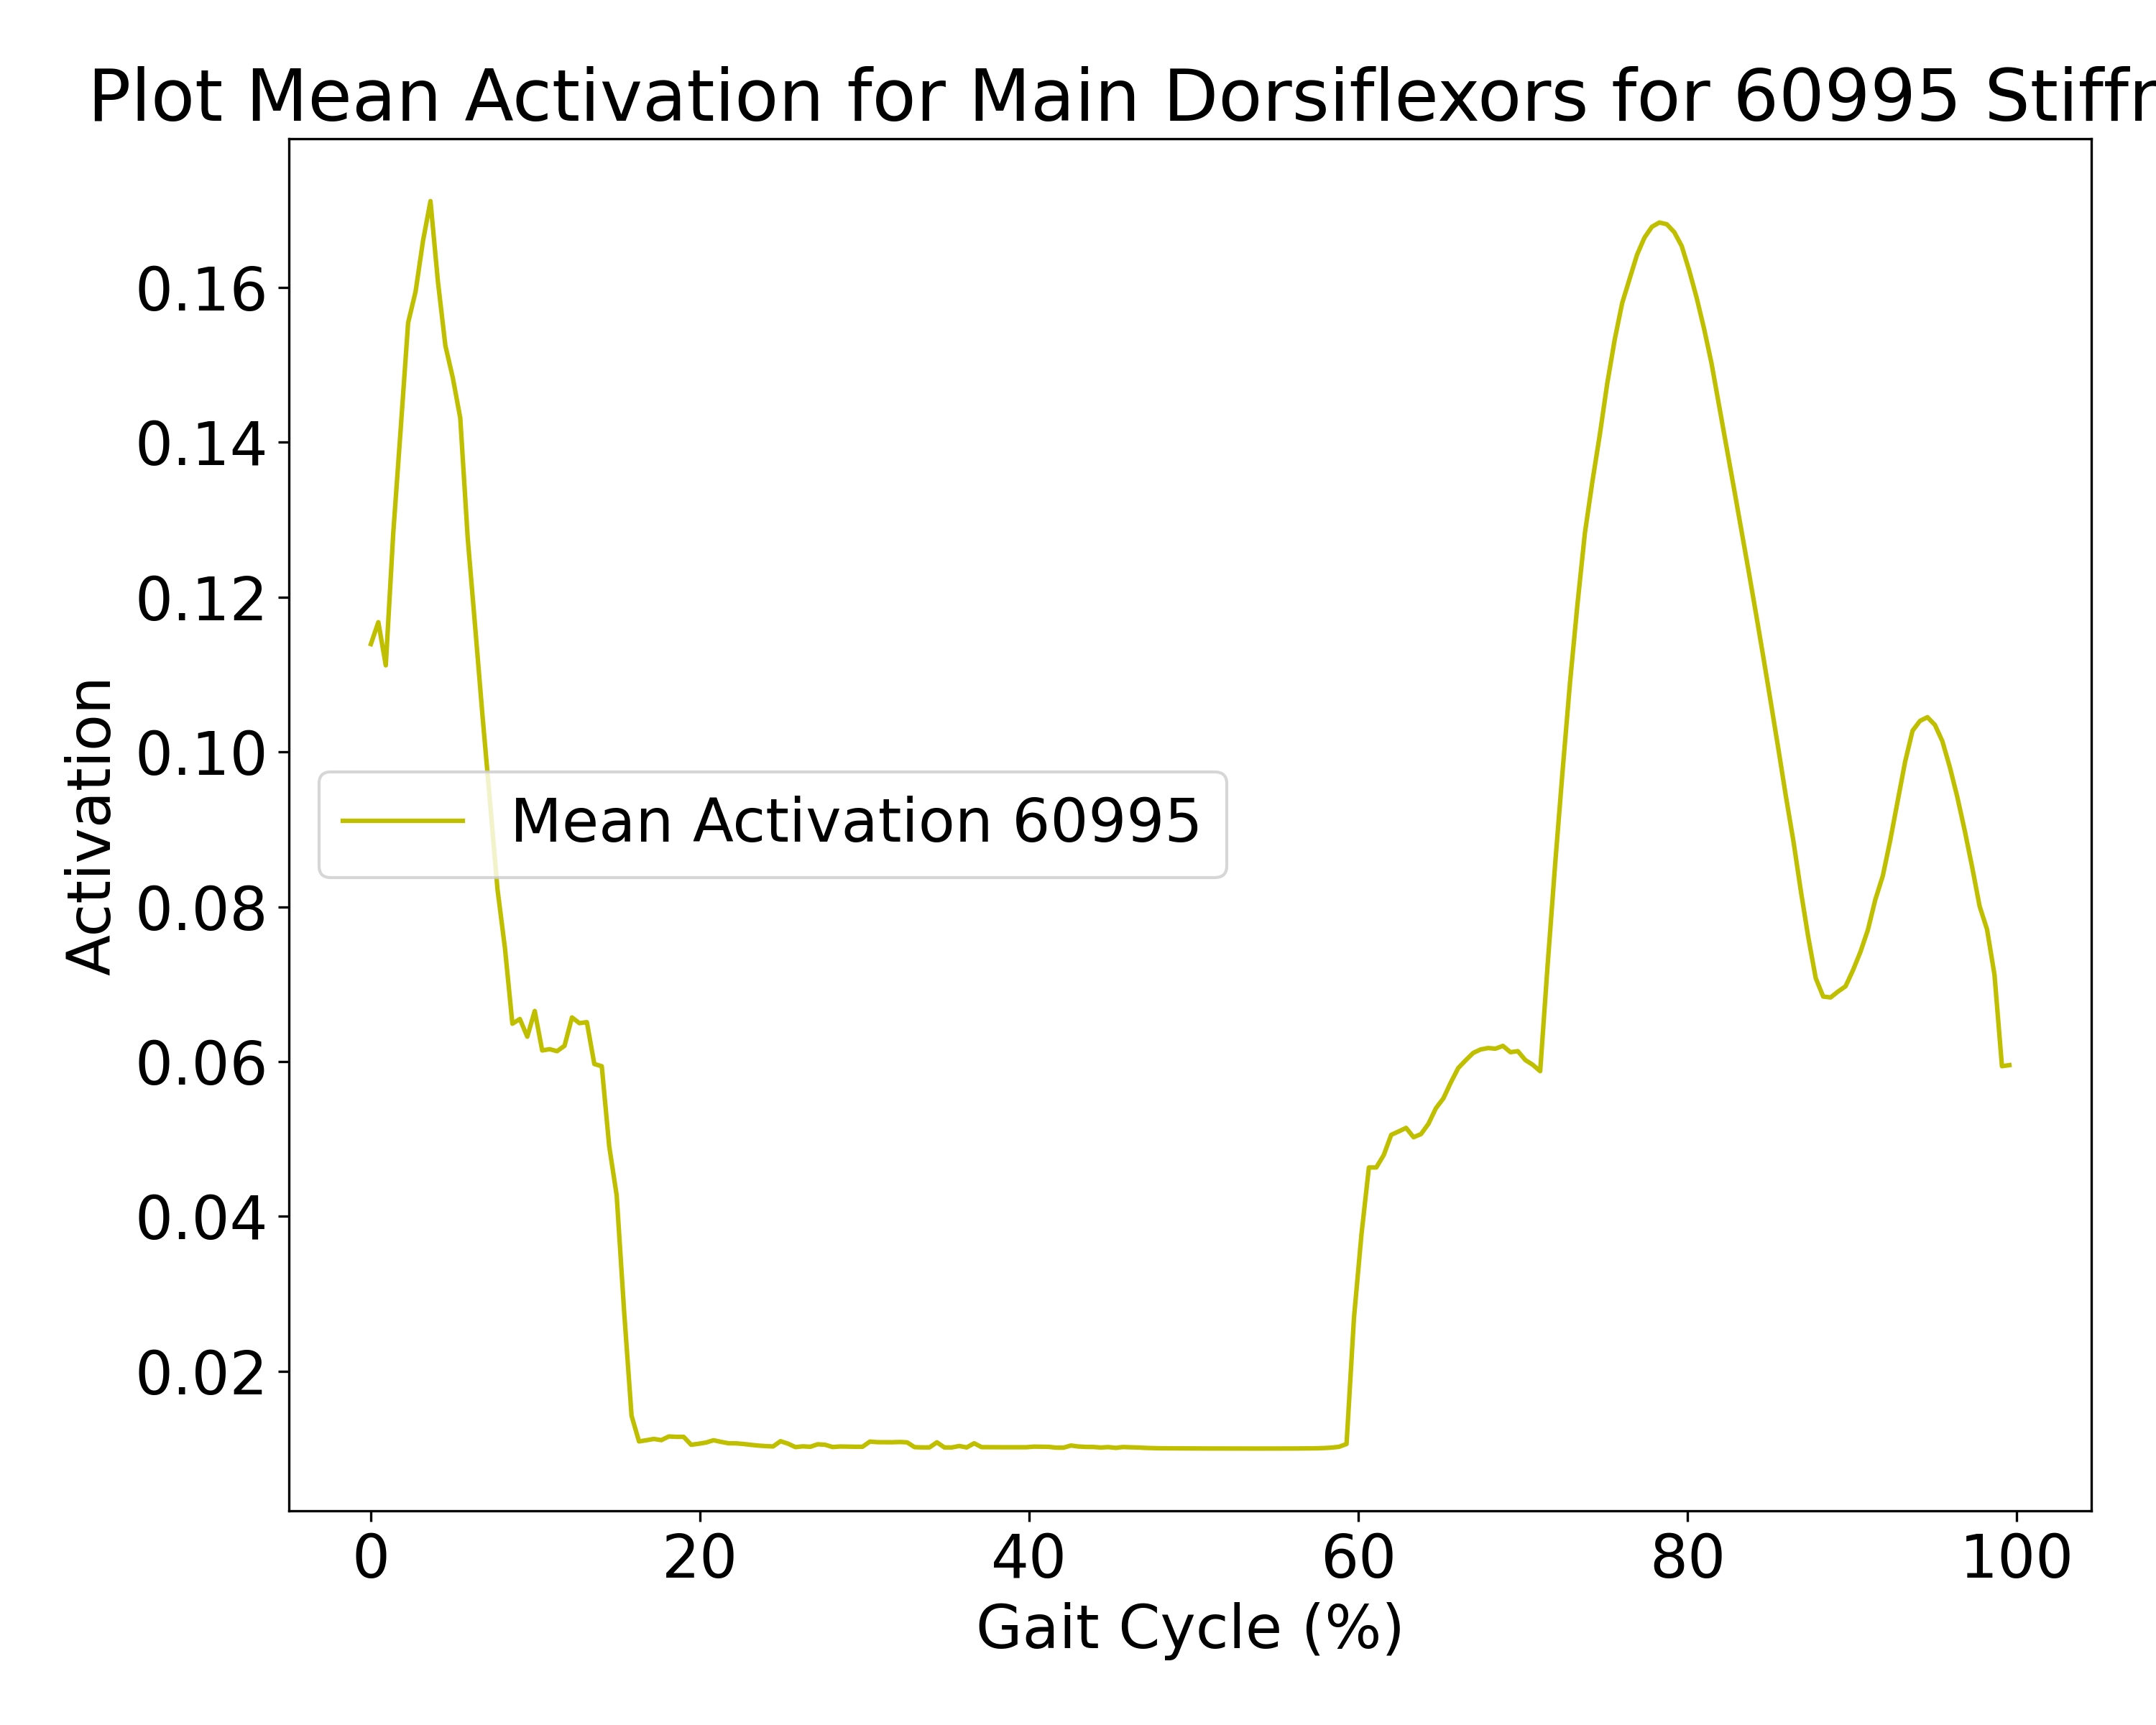 Plot Mean Activation for Main Dorsiflexors for 60995
0.16
0.14
0.12
0.10
0.08
0.06
0.04
0.02
Activation
Mean Activation 60995
0 20 40 60 80 100
Gait Cycle (%)